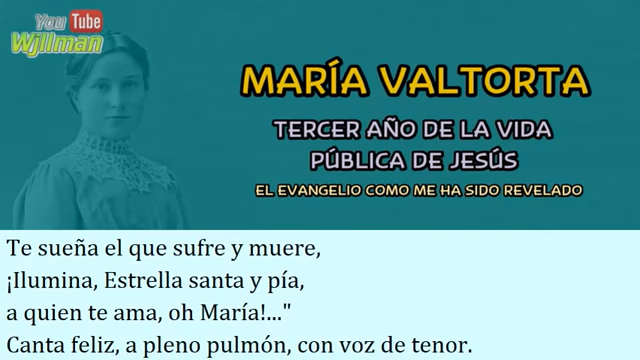 You Tube
Wjllman
MARÍA VALTORTA
TERCER AÑO DE LA VIDA
PÚBLICA DE JESÚS
EL EVANGELIO COMO ME HA SIDO REVELADO
Te sueña el que sufre y muere,
¡Ilumina, Estrella santa y pía,
a quien te ama, oh María!..."
Canta feliz, a pleno pulmón, con voz de tenor.